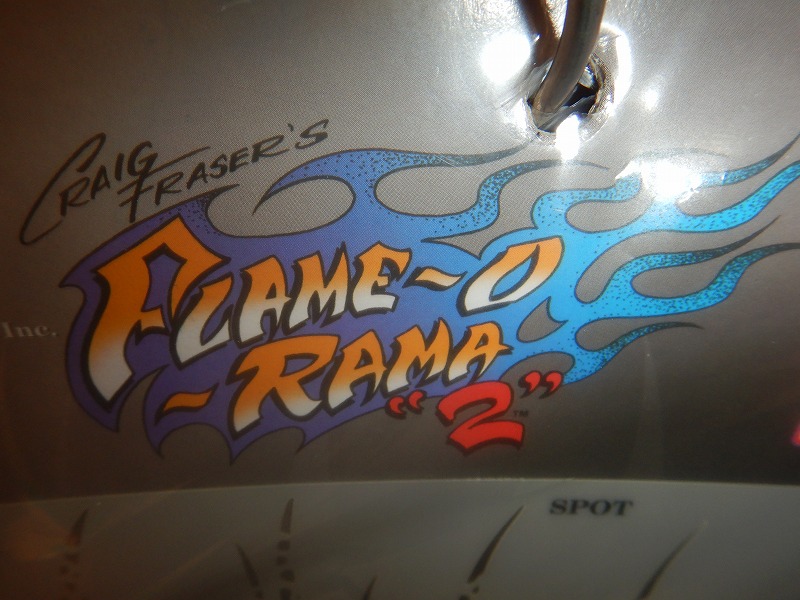 CRAIG
FRASER'S
FLAME-O
-RAMA
"2"™
Inc.
SPOT